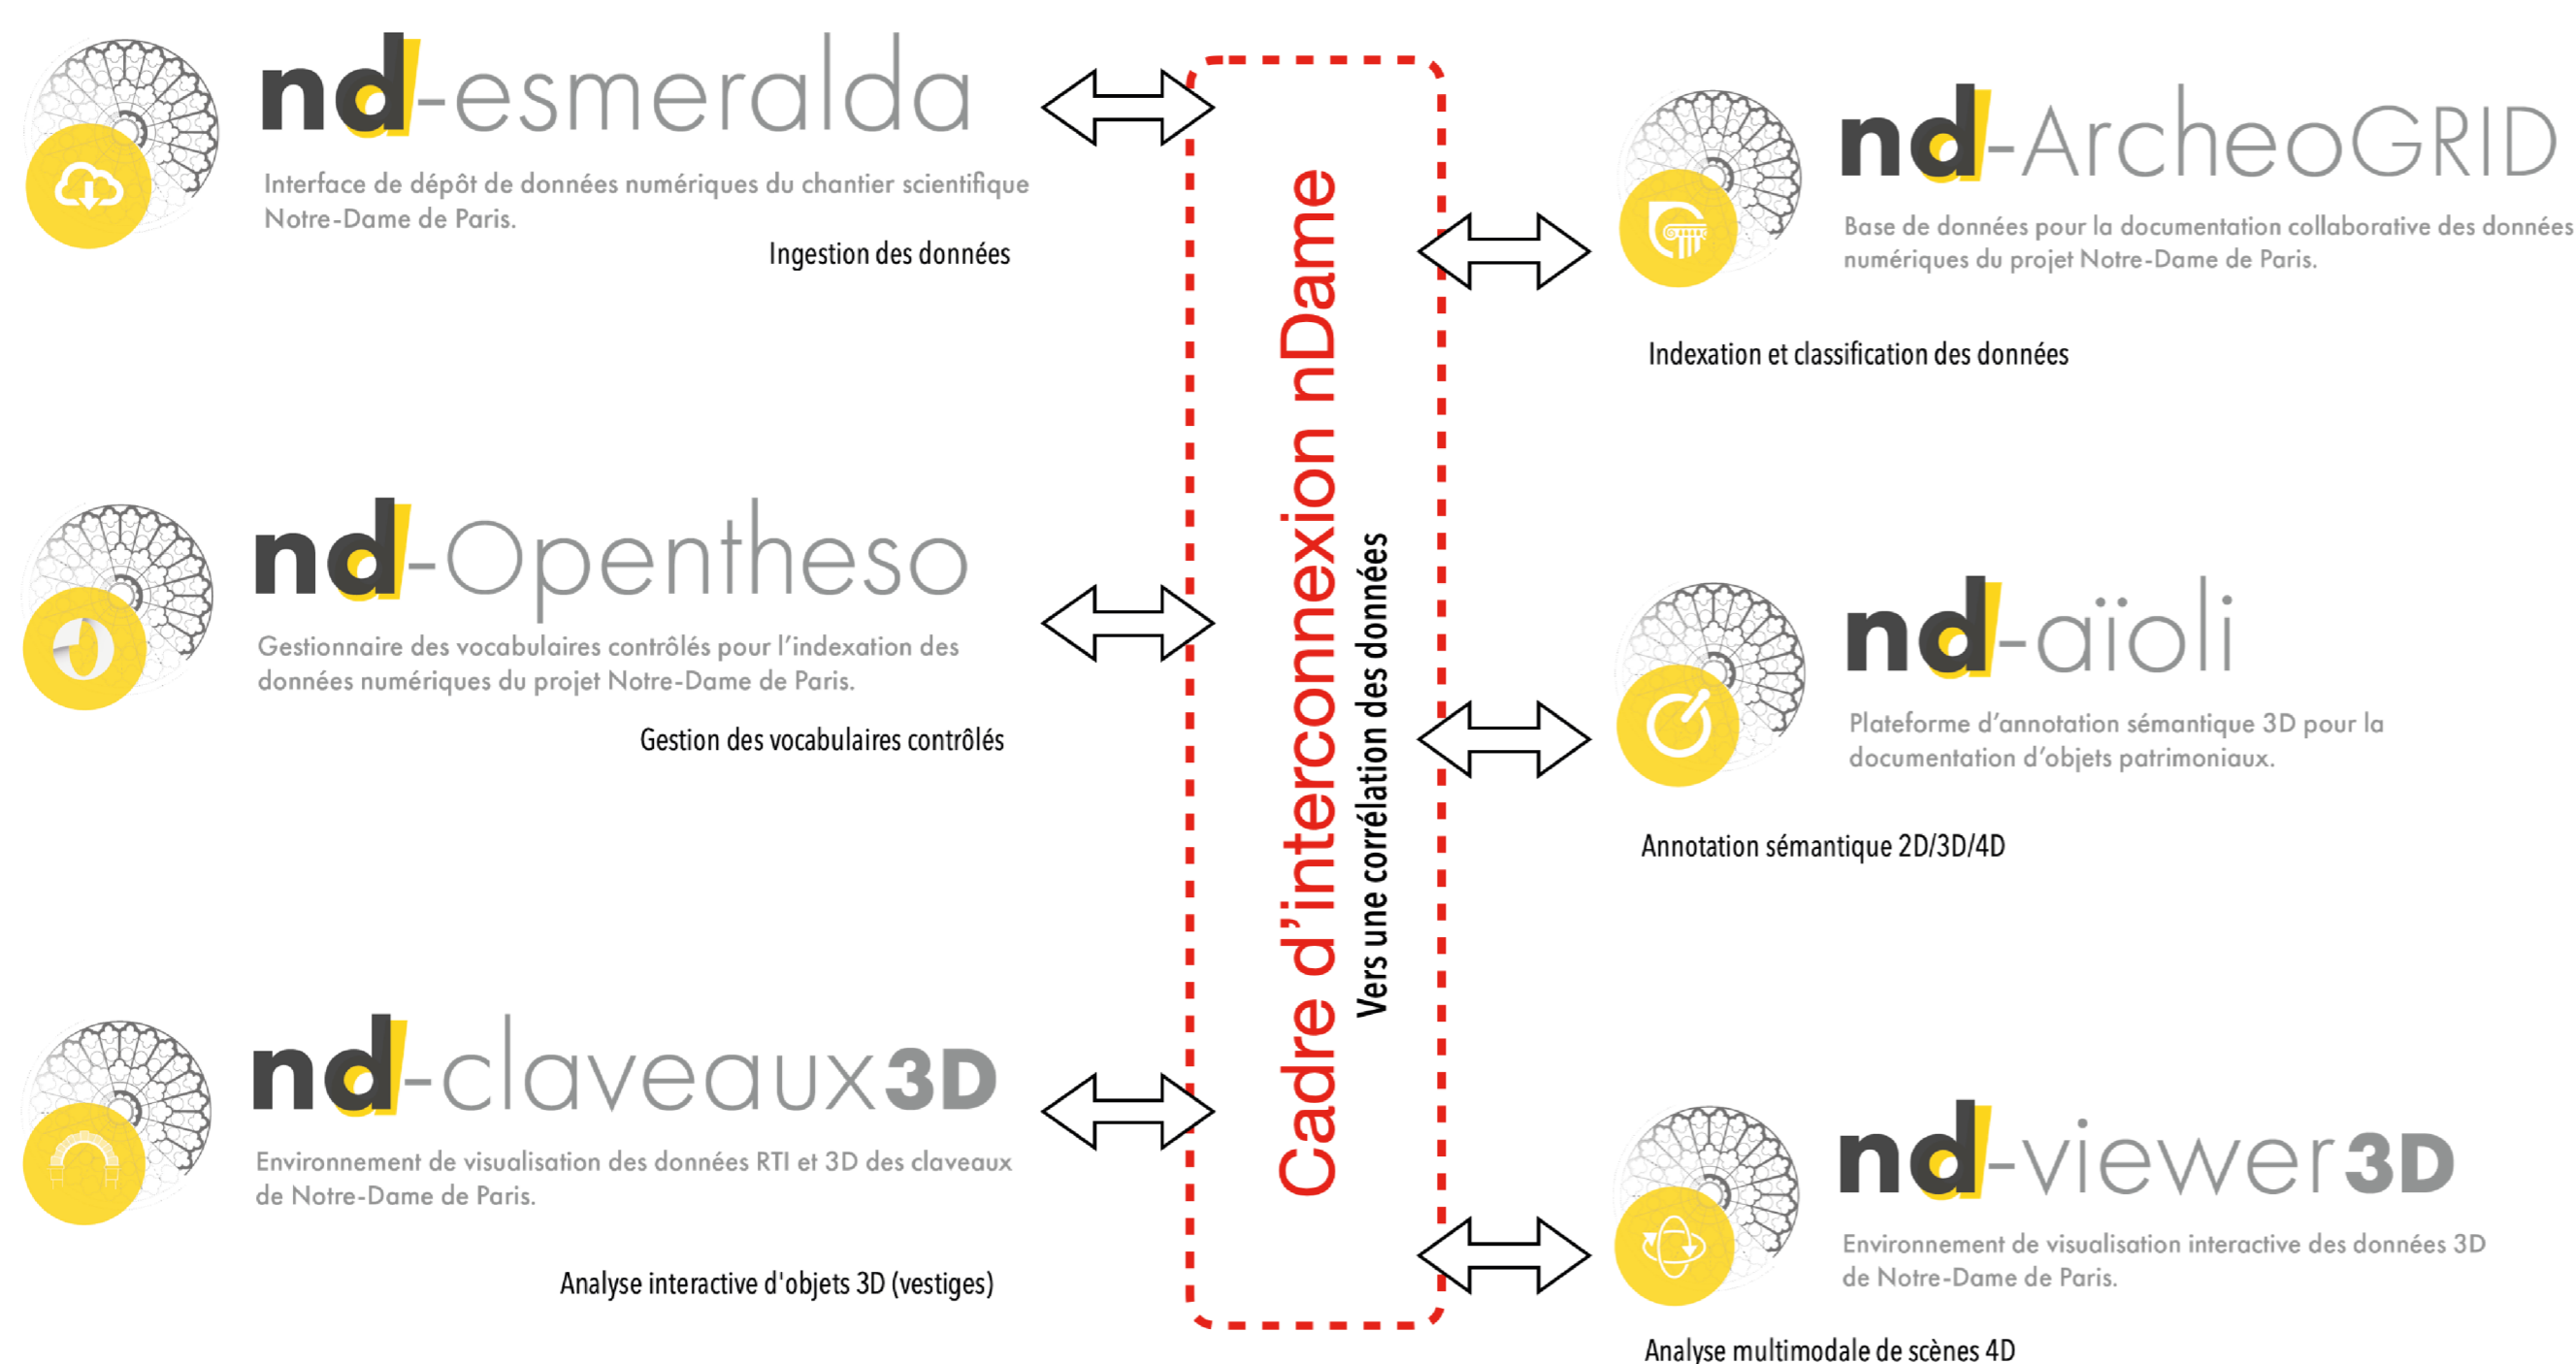 nd-esmeralda
Interface de dépôt de données numériques du chantier scientifique
Notre-Dame de Paris.
Ingestion des données
nd-Opentheso
Gestionnaire des vocabulaires contrôlés pour l'indexation des
données numériques du projet Notre-Dame de Paris.
Gestion des vocabulaires contrôlés
nd-claveaux3D
Environnement de visualisation des données RTI et 3D des claveaux
de Notre-Dame de Paris.
Analyse interactive d'objets 3D (vestiges)
Cadre d'interconnexion nDame
Vers une corrélation des données
nd-ArcheoGRID
Base de données pour la documentation collaborative des données
numériques du projet Notre-Dame de Paris.
Indexation et classification des données
nd-aïoli
Plateforme d'annotation sémantique 3D pour la
documentation d'objets patrimoniaux.
Annotation sémantique 2D/3D/4D
nd-viewer3D
Environnement de visualisation interactive des données 3D
de Notre-Dame de Paris.
Analyse multimodale de scènes 4D